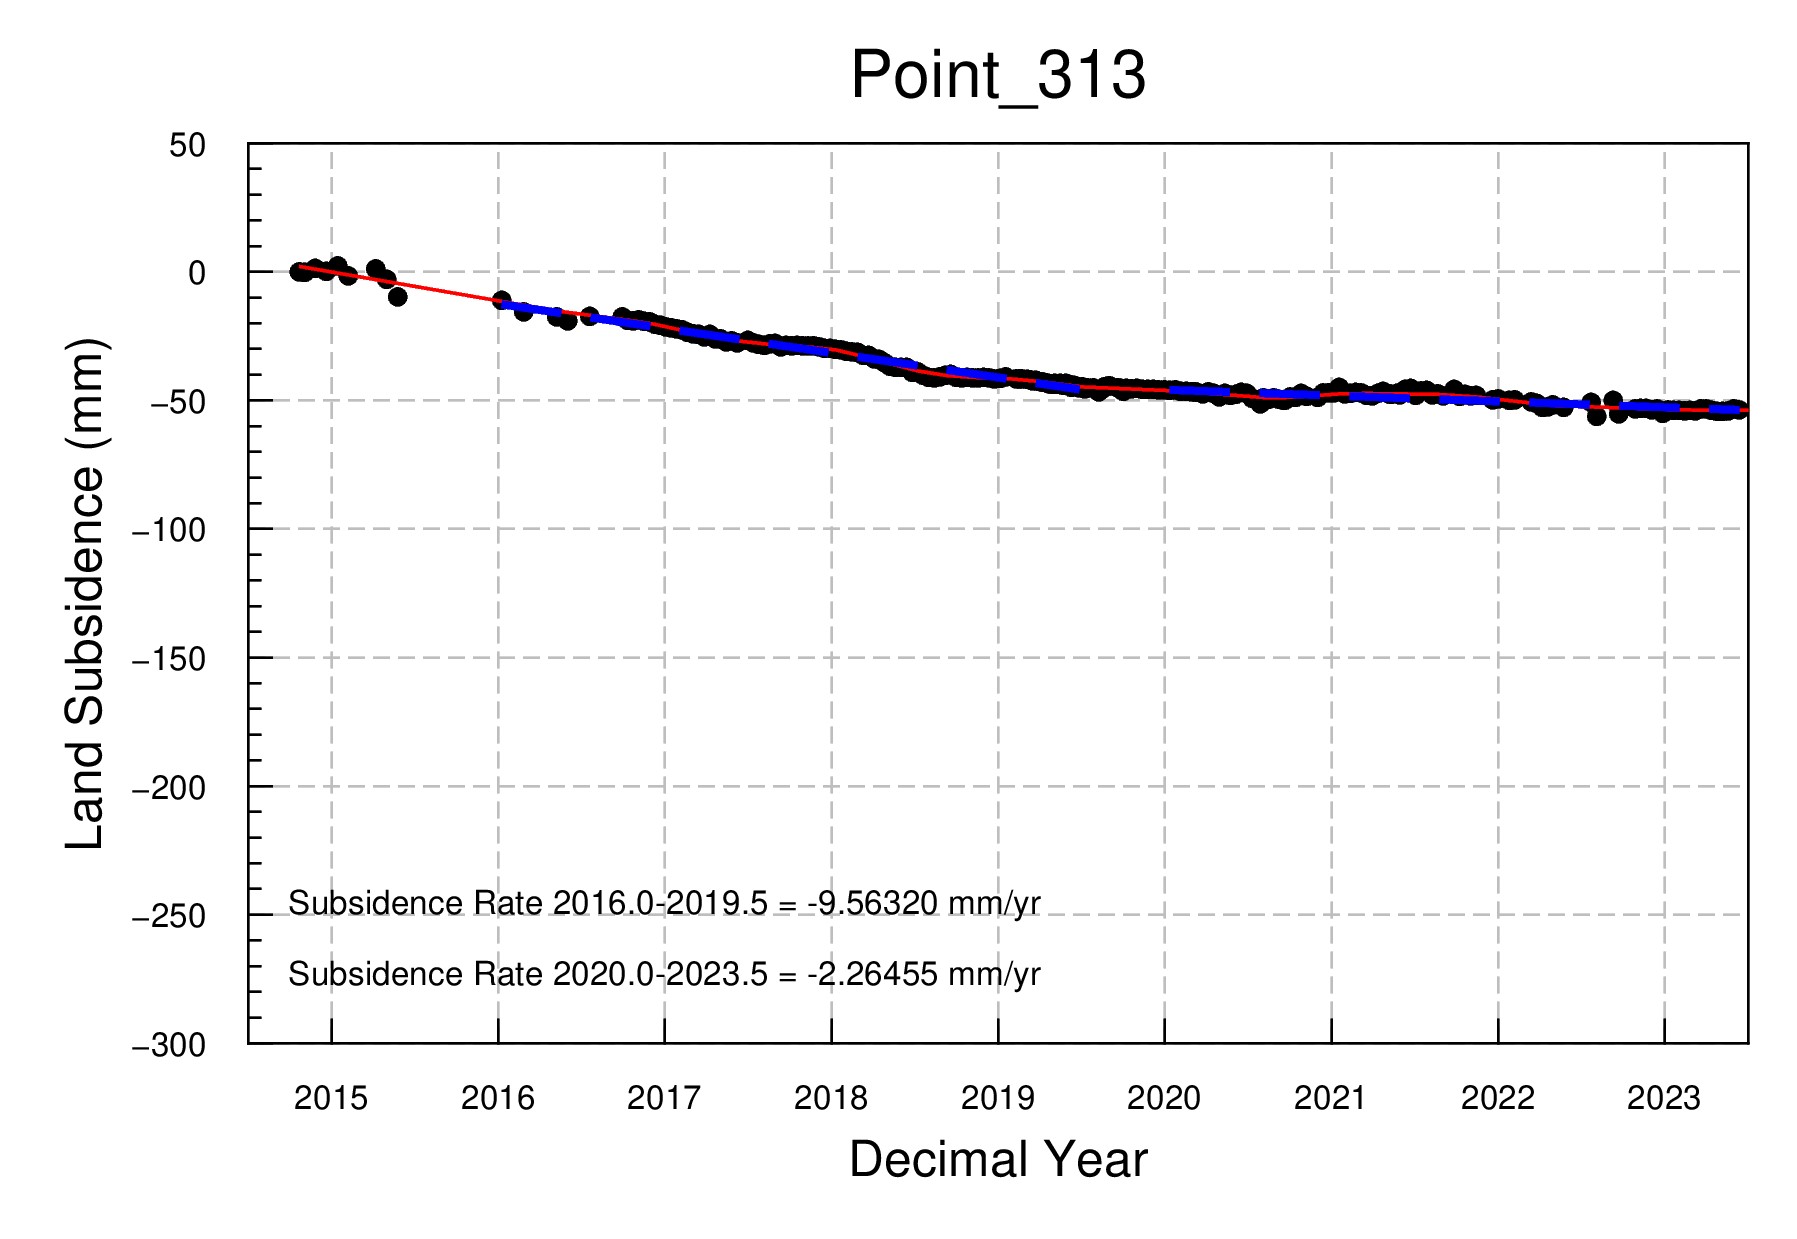 Point_313
50
0
−50
−100
−150
−200
−250
−300
Land Subsidence (mm)
Subsidence Rate 2016.0-2019.5 = -9.56320 mm/yr
Subsidence Rate 2020.0-2023.5 = -2.26455 mm/yr
2015 2016 2017 2018 2019 2020 2021 2022 2023
Decimal Year